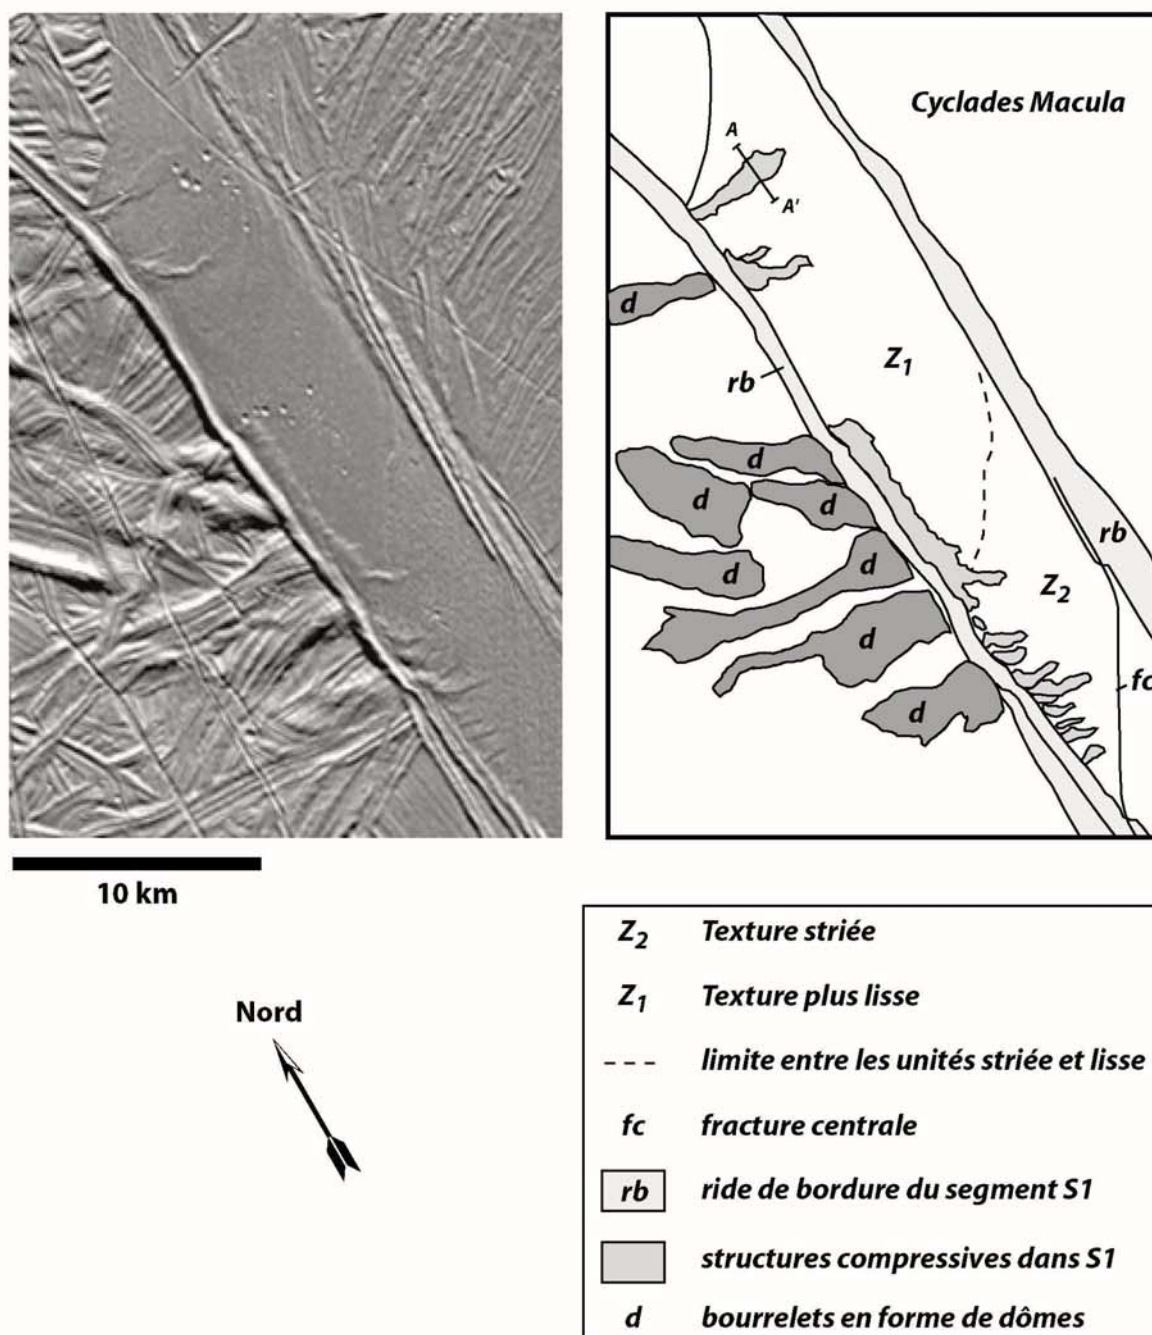 Cyclades Macula
A
A'
d
Z1
rb
d
d
d
rb
d
d
Z2
d
fc
d
10 km
Nord
Z2 Texture striée
Z1 Texture plus lisse
limite entre les unités striée et lisse
fc fracture centrale
rb ride de bordure du segment S1
structures compressives dans S1
d bourrelets en forme de dômes